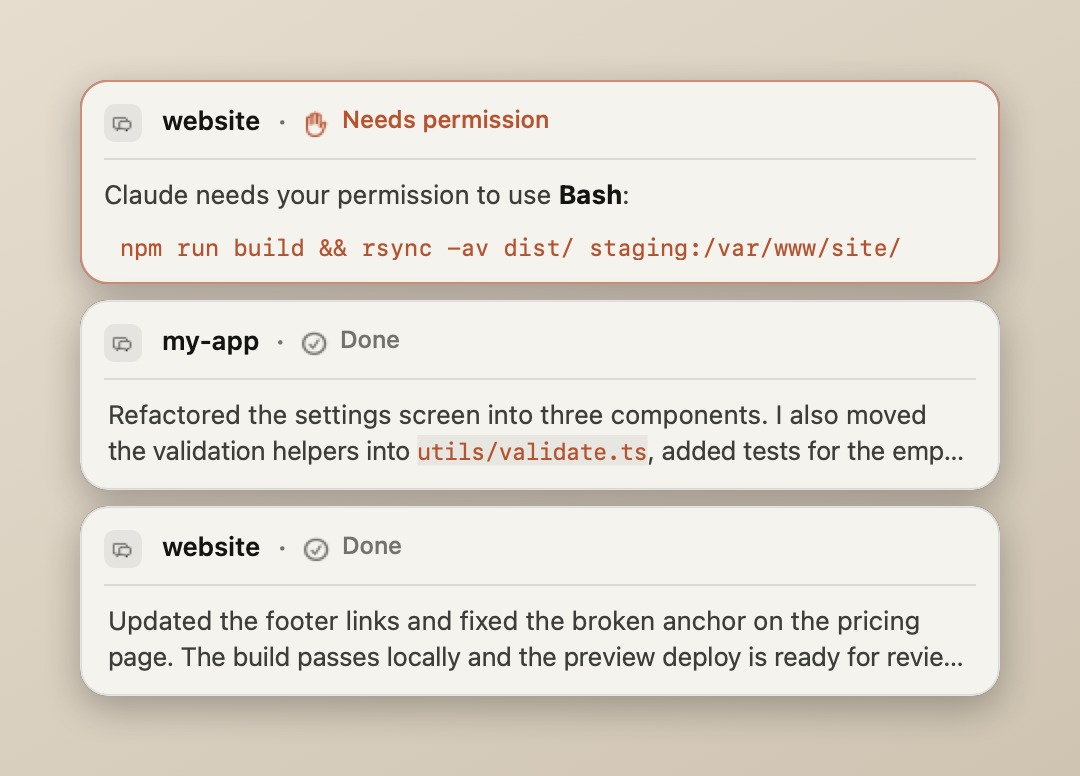 website · Needs permission
Claude needs your permission to use Bash:
npm run build && rsync -av dist/ staging:/var/www/site/
my-app · Done
Refactored the settings screen into three components. I also moved
the validation helpers into utils/validate.ts, added tests for the emp...
website · Done
Updated the footer links and fixed the broken anchor on the pricing
page. The build passes locally and the preview deploy is ready for revie...